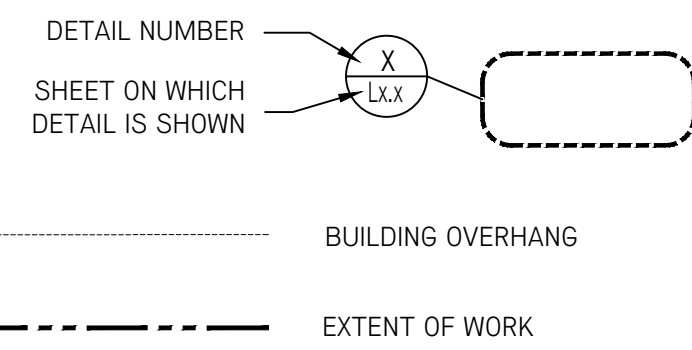 DETAIL NUMBER
X
SHEET ON WHICH
DETAIL IS SHOWN
Lx.x
BUILDING OVERHANG
EXTENT OF WORK